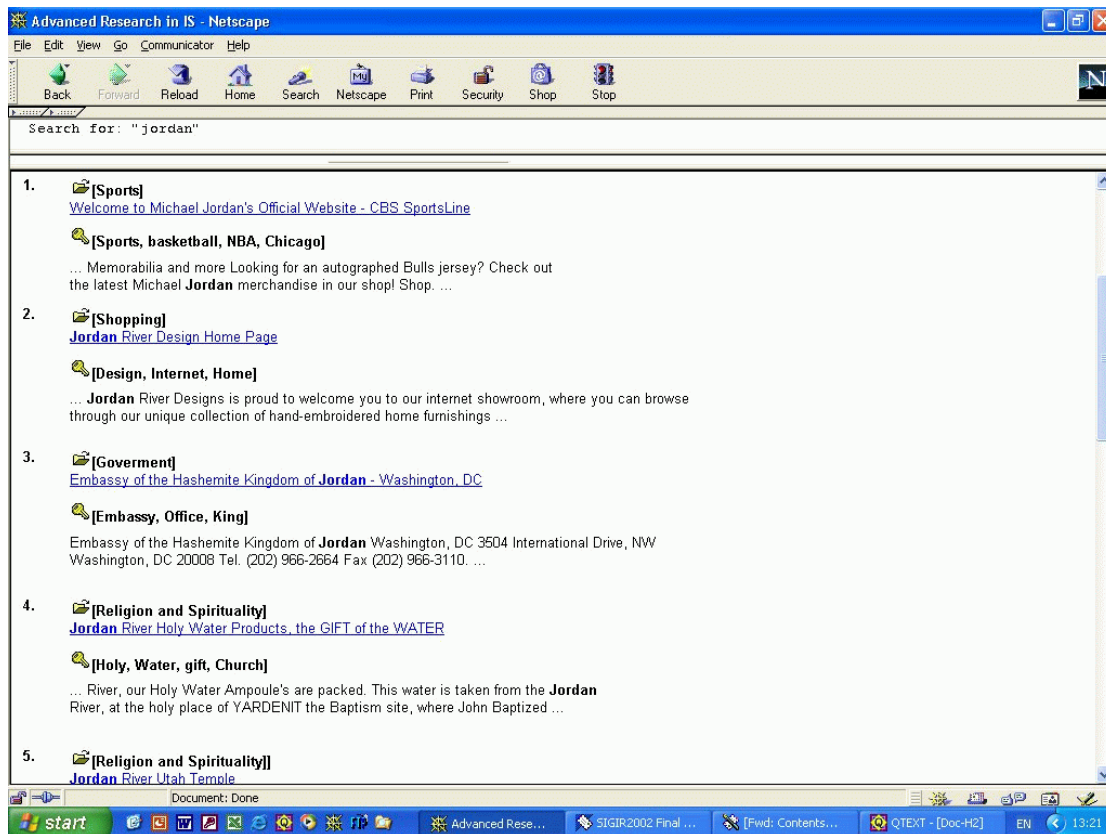 Advanced Research in IS - Netscape
File Edit View Go Communicator Help
My
N
Back Forward Reload Home Search Netscape Print Security Shop Stop
Search for: "jordan"
1. [Sports]
Welcome to Michael Jordan's Official Website - CBS SportsLine
[Sports, basketball, NBA, Chicago]
... Memorabilia and more Looking for an autographed Bulls jersey? Check out
the latest Michael Jordan merchandise in our shop! Shop. ...
2. [Shopping]
Jordan River Design Home Page
[Design, Internet, Home]
... Jordan River Designs is proud to welcome you to our internet showroom, where you can browse
through our unique collection of hand-embroidered home furnishings ...
3. [Goverment]
Embassy of the Hashemite Kingdom of Jordan - Washington, DC
[Embassy, Office, King]
Embassy of the Hashemite Kingdom of Jordan Washington, DC 3504 International Drive, NW
Washington, DC 20008 Tel. (202) 966-2664 Fax (202) 966-3110. ...
4. [Religion and Spirituality]
Jordan River Holy Water Products, the GIFT of the WATER
[Holy, Water, gift, Church]
... River, our Holy Water Ampoule's are packed. This water is taken from the Jordan
River, at the holy place of YARDENIT the Baptism site, where John Baptized ...
5. [Religion and Spirituality]]
Jordan River Utah Temple
Document: Done
start Advanced Rese... SIGIR2002 Final ... [Fwd: Contents... QTEXT - [Doc-H2] EN 13:21